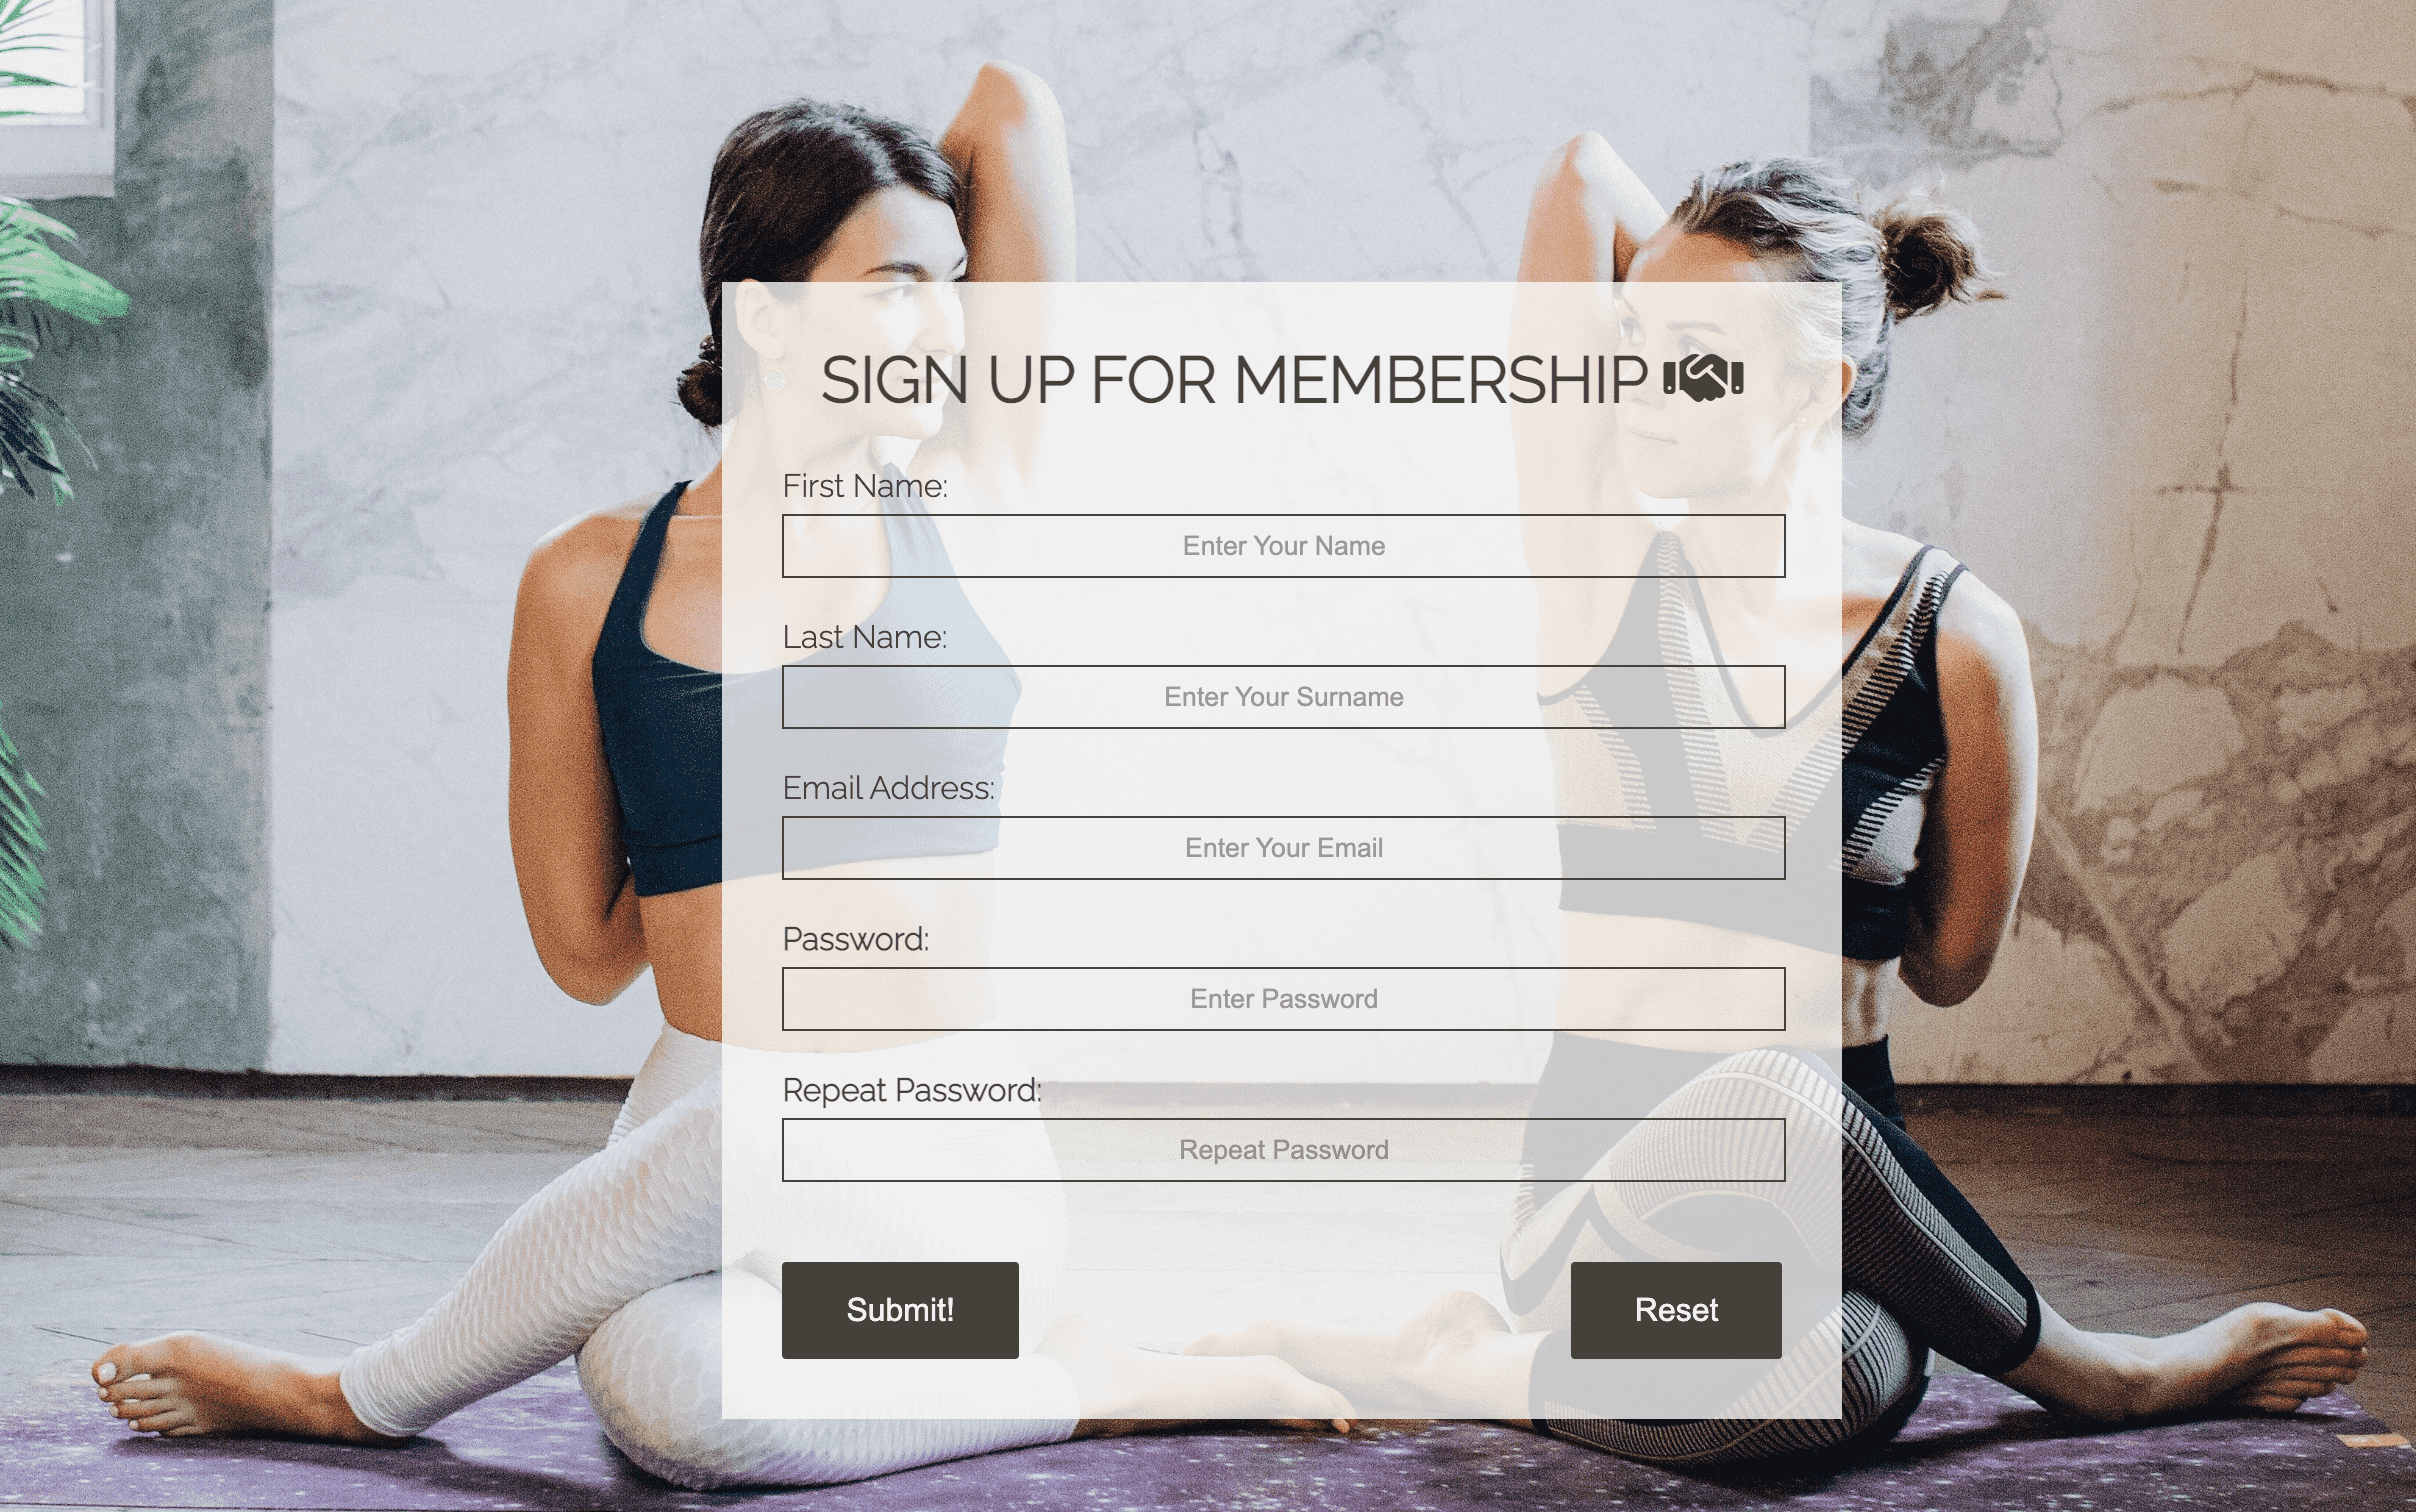 SIGN UP FOR MEMBERSHIP
First Name:
Enter Your Name
Last Name:
Enter Your Surname
Email Address:
Enter Your Email
Password:
Enter Password
Repeat Password:
Repeat Password
Submit! Reset